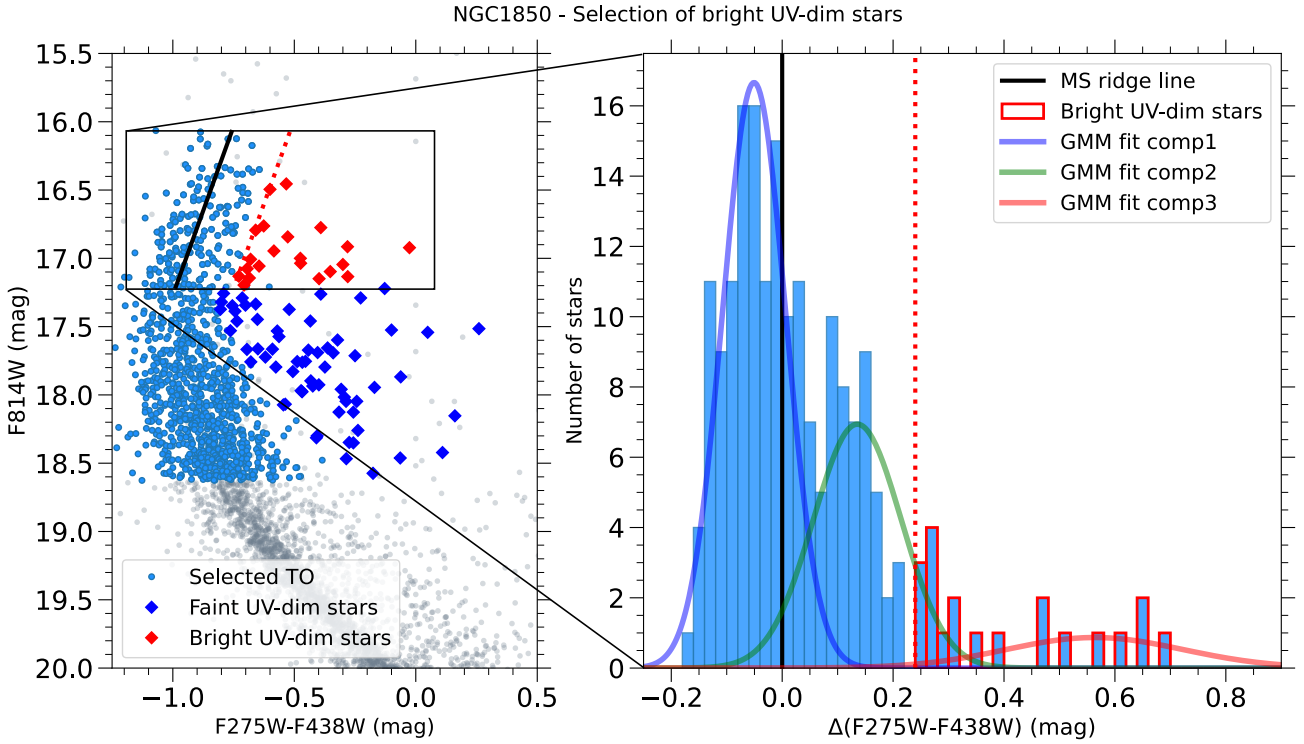 NGC1850 - Selection of bright UV-dim stars
15.5
16.0
16.5
17.0
17.5
18.0
18.5
19.0
19.5
20.0
F814W (mag)
−1.0
−0.5
0.0
0.5
F275W-F438W (mag)
Selected TO
Faint UV-dim stars
Bright UV-dim stars
16
14
12
10
8
6
4
2
0
Number of stars
−0.2
0.0
0.2
0.4
0.6
0.8
Δ(F275W-F438W) (mag)
MS ridge line
Bright UV-dim stars
GMM fit comp1
GMM fit comp2
GMM fit comp3